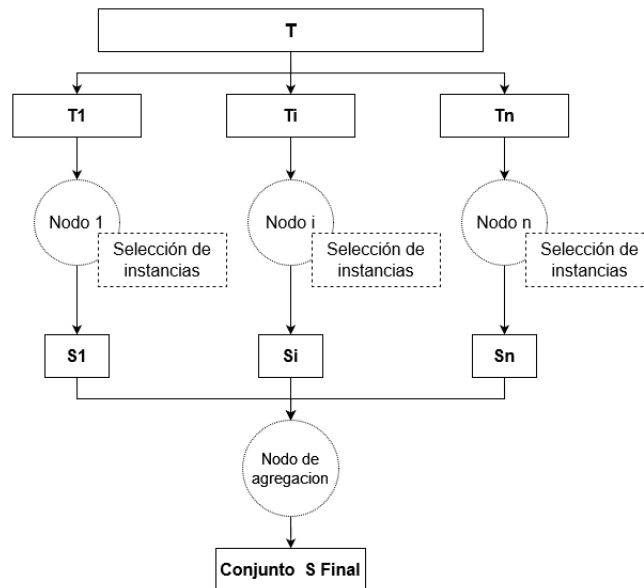 T
T1
Ti
Tn
Nodo 1
Nodo i
Nodo n
Selección de
instancias
Selección de
instancias
Selección de
instancias
S1
Si
Sn
Nodo de
agregacion
Conjunto S Final